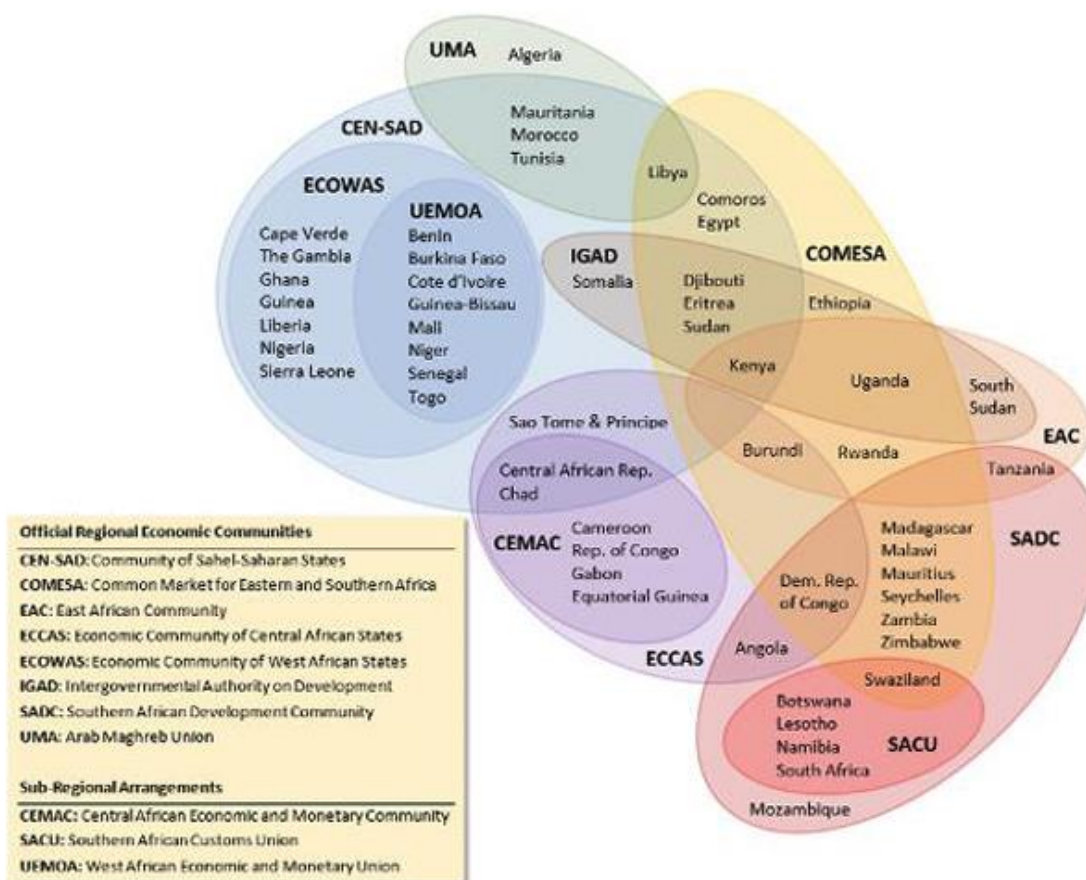 UMA
Algeria
CEN-SAD
Mauritania
Morocco
Tunisia
Libya
ECOWAS
Cape Verde
The Gambia
Ghana
Guinea
Liberia
Nigeria
Sierra Leone
UEMOA
Benin
Burkina Faso
Cote d'Ivoire
Guinea-Bissau
Mali
Niger
Senegal
Togo
Comoros
Egypt
COMESA
IGAD
Somalia
Djibouti
Eritrea
Sudan
Ethiopia
Kenya
Uganda
South
Sudan
EAC
Sao Tome & Principe
Burundi
Rwanda
Tanzania
Central African Rep.
Chad
CEMAC
Cameroon
Rep. of Congo
Gabon
Equatorial Guinea
ECCAS
Dem. Rep.
of Congo
Angola
Madagascar
Malawi
Mauritius
Seychelles
Zambia
Zimbabwe
SADC
Swaziland
Botswana
Lesotho
Namibia
South Africa
SACU
Mozambique
Official Regional Economic Communities
CEN-SAD: Community of Sahel-Saharan States
COMESA: Common Market for Eastern and Southern Africa
EAC: East African Community
ECCAS: Economic Community of Central African States
ECOWAS: Economic Community of West African States
IGAD: Intergovernmental Authority on Development
SADC: Southern African Development Community
UMA: Arab Maghreb Union
Sub-Regional Arrangements
CEMAC: Central African Economic and Monetary Community
SACU: Southern African Customs Union
UEMOA: West African Economic and Monetary Union